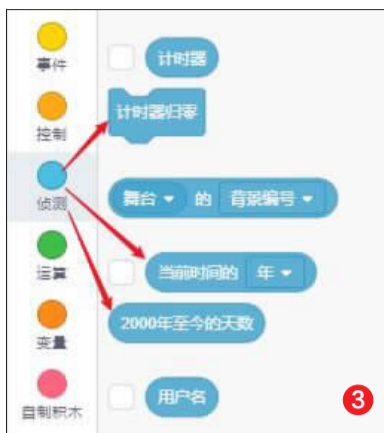 事件
控制
侦测
运算
变量
自制积木
计时器
计时器归零
舞台 的 背景编号
当前时间的 年
2000年至今的天数
用户名
3